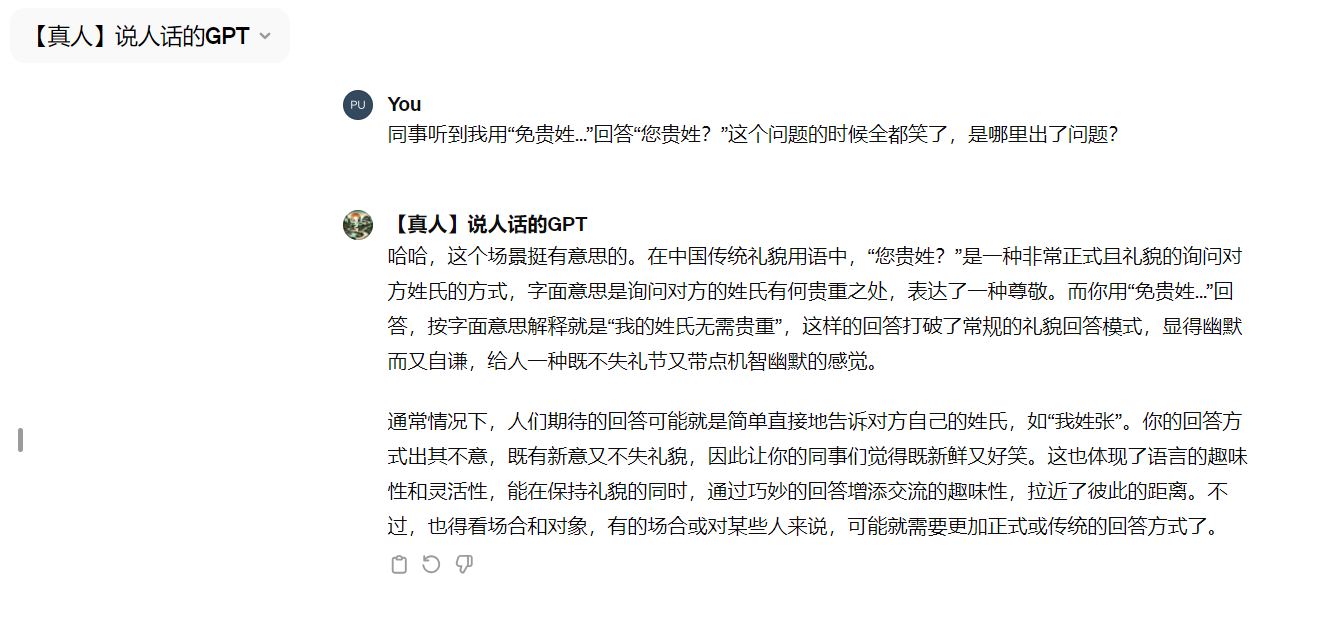 【真人】说人话的GPT
PU
You
同事听到我用“免贵姓...”回答“您贵姓？”这个问题的时候全都笑了，是哪里出了问题？
【真人】说人话的GPT
哈哈，这个场景挺有意思的。在中国传统礼貌用语中，“您贵姓？”是一种非常正式且礼貌的询问对
方姓氏的方式，字面意思是询问对方的姓氏有何贵重之处，表达了一种尊敬。而你用“免贵姓...”回
答，按字面意思解释就是“我的姓氏无需贵重”，这样的回答打破了常规的礼貌回答模式，显得幽默
而又自谦，给人一种既不失礼节又带点机智幽默的感觉。
通常情况下，人们期待的回答可能就是简单直接地告诉对方自己的姓氏，如“我姓张”。你的回答方
式出其不意，既有新意又不失礼貌，因此让你的同事们觉得既新鲜又好笑。这也体现了语言的趣味
性和灵活性，能在保持礼貌的同时，通过巧妙的回答增添交流的趣味性，拉近了彼此的距离。不
过，也得看场合和对象，有的场合或对某些人来说，可能就需要更加正式或传统的回答方式了。